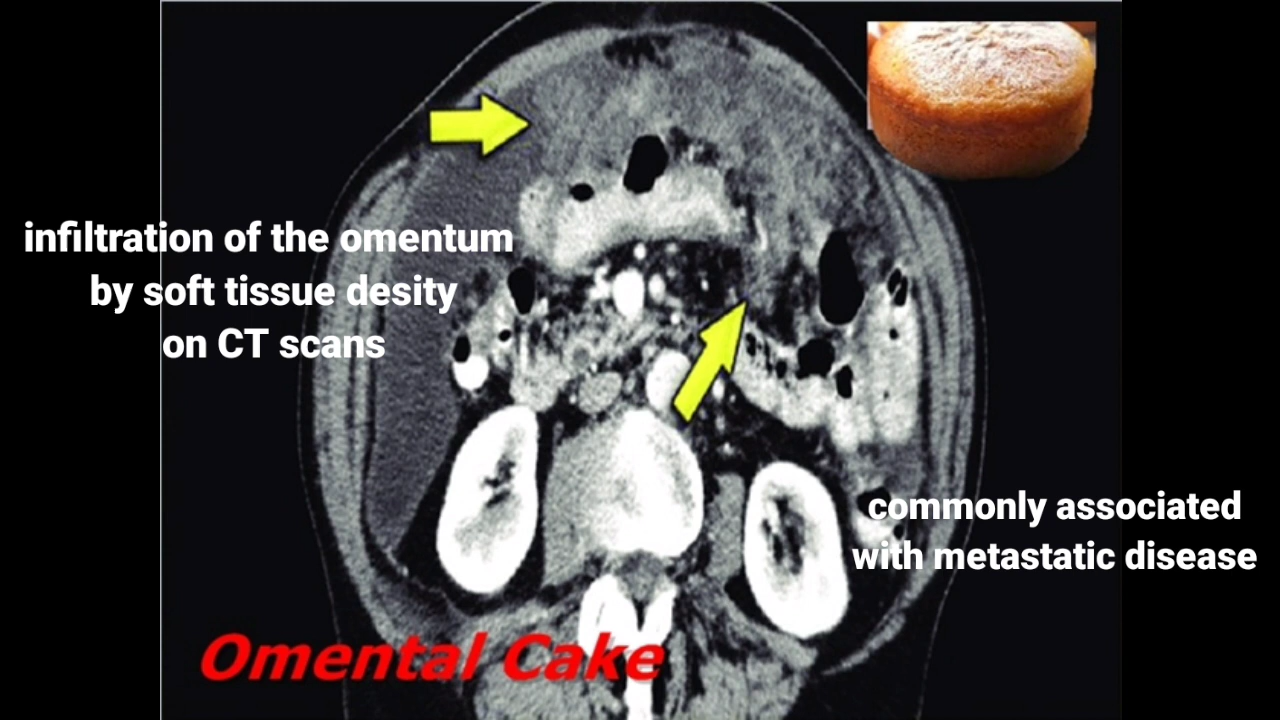 infiltration of the omentum
by soft tissue desity
on CT scans
commonly associated
with metastatic disease
Omental Cake